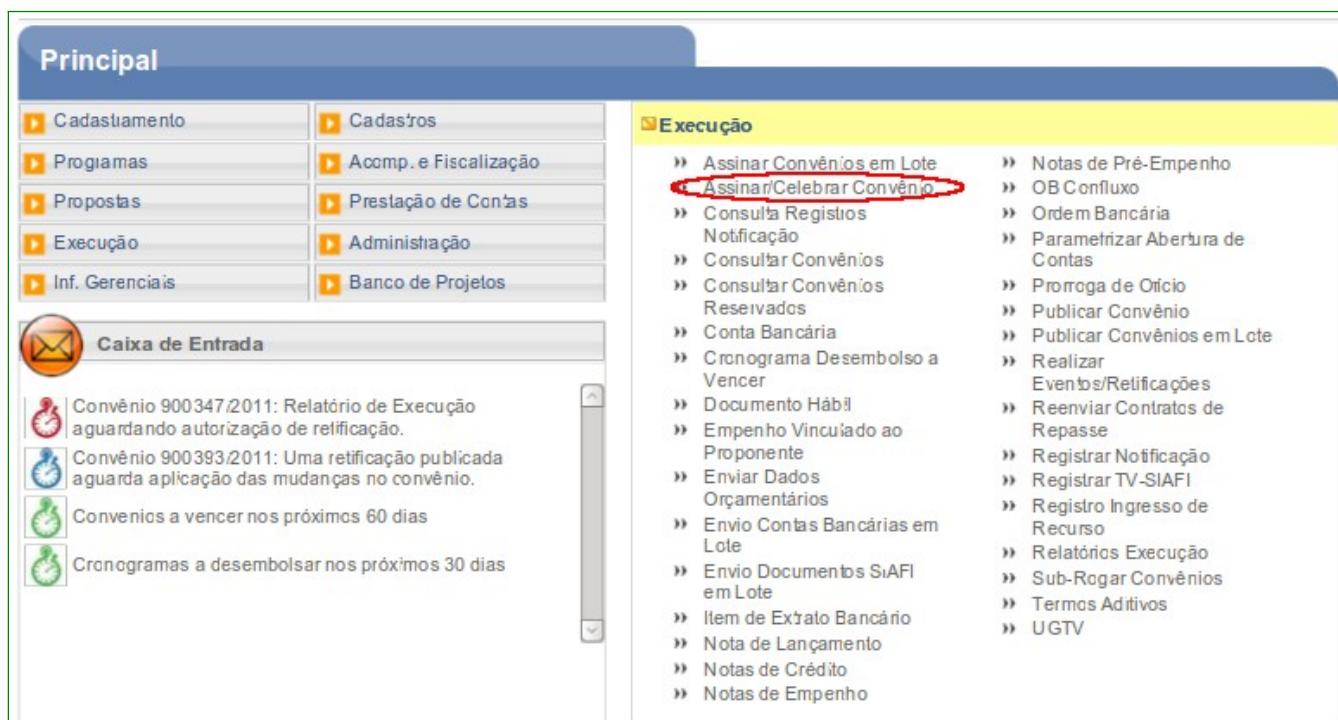 Principal
Cadastramento
Cadastros
Programas
Acomp. e Fiscalização
Propostas
Prestação de Contas
Execução
Administração
Inf. Gerenciais
Banco de Projetos
Caixa de Entrada
Convênio 900347/2011: Relatório de Execução
aguardando autorização de retificação.
Convênio 900393/2011: Uma retificação publicada
aguarda aplicação das mudanças no convênio.
Convenios a vencer nos próximos 60 dias
Cronogramas a desembolsar nos próximos 30 dias
Execução
Assinar Convênios em Lote
Assinar/Celebrar Convênio
Consulta Registros
Notificação
Consultar Convênios
Consultar Convênios
Reservados
Conta Bancária
Cronograma Desembolso a
Vencer
Documento Hábil
Empenho Vinculado ao
Proponente
Enviar Dados
Orçamentários
Envio Contas Bancárias em
Lote
Envio Documentos SIAFI
em Lote
Item de Extrato Bancário
Nota de Lançamento
Notas de Crédito
Notas de Empenho
Notas de Pré-Empenho
OB Confluxo
Ordem Bancária
Parametrizar Abertura de
Contas
Prorroga de Ofício
Publicar Convênio
Publicar Convênios em Lote
Realizar
Eventos/Retificações
Reenviar Contratos de
Repasse
Registrar Notificação
Registrar TV-SIAFI
Registro Ingresso de
Recurso
Relatórios Execução
Sub-Rogar Convênios
Termos Aditivos
UGTV